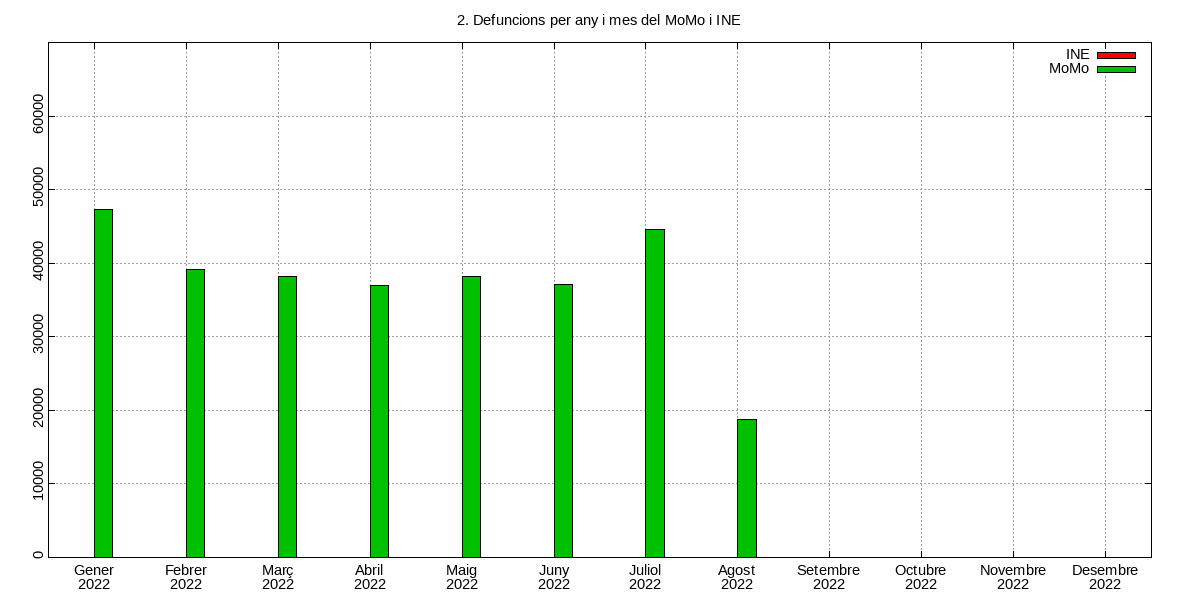 2. Defuncions per any i mes del MoMo i INE
INE
MoMo
60000
50000
40000
30000
20000
10000
0
Gener Febrer Març Abril Maig Juny Juliol Agost Setembre Octubre Novembre Desembre
2022 2022 2022 2022 2022 2022 2022 2022 2022 2022 2022 2022